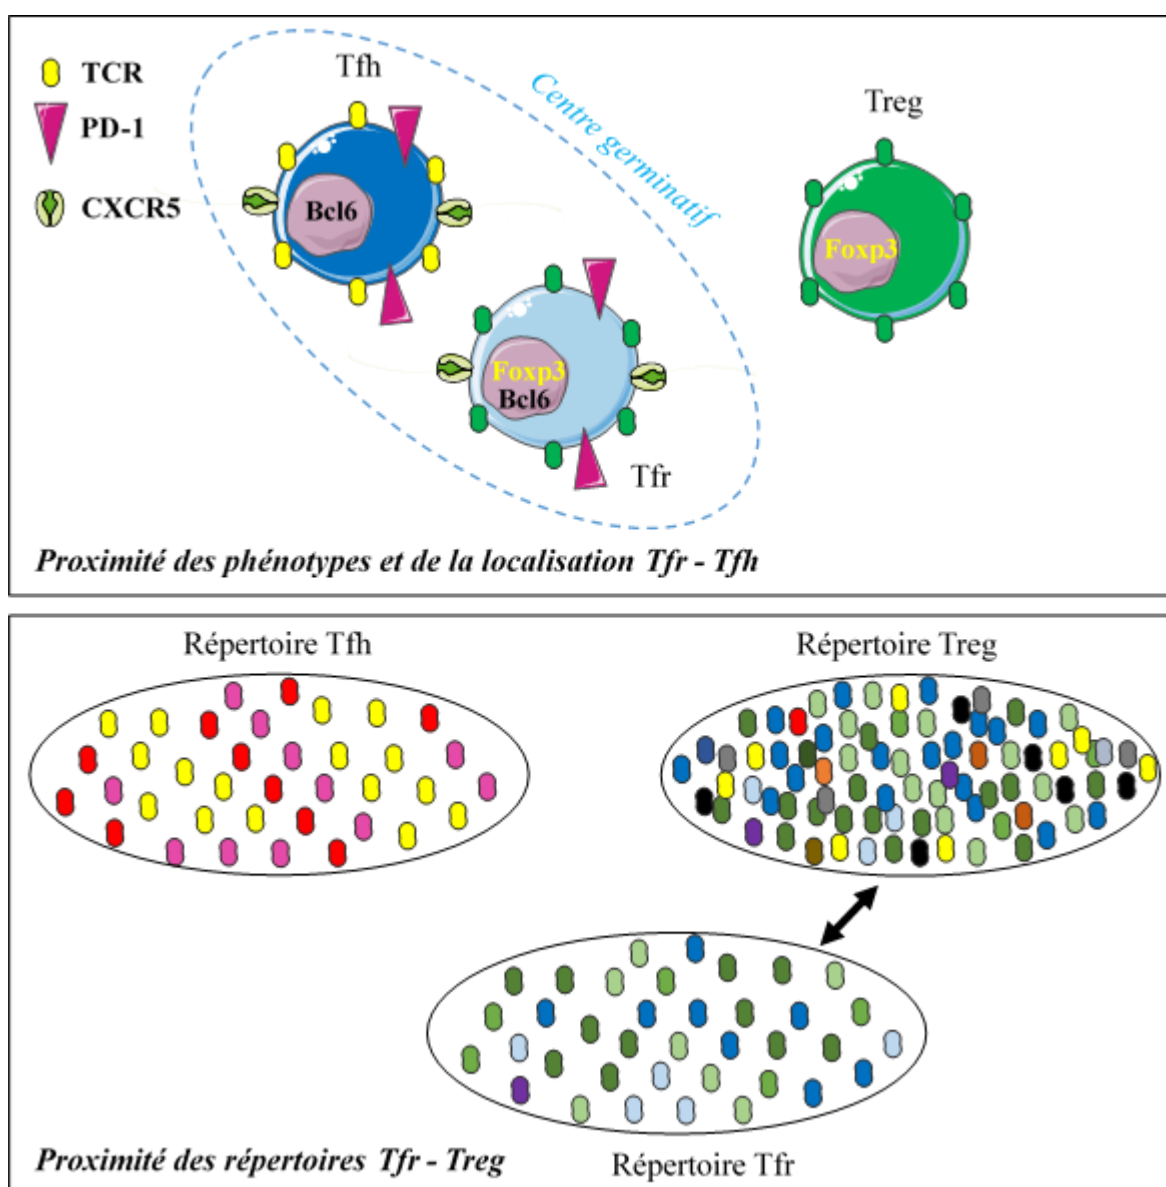 TCR
PD-1
CXCR5
Tfh
Centre germinatif
Treg
Bcl6
Foxp3
Foxp3
Bcl6
Tfr
Proximité des phénotypes et de la localisation Tfr - Tfh
Répertoire Tfh
Répertoire Treg
Proximité des répertoires Tfr - Treg
Répertoire Tfr